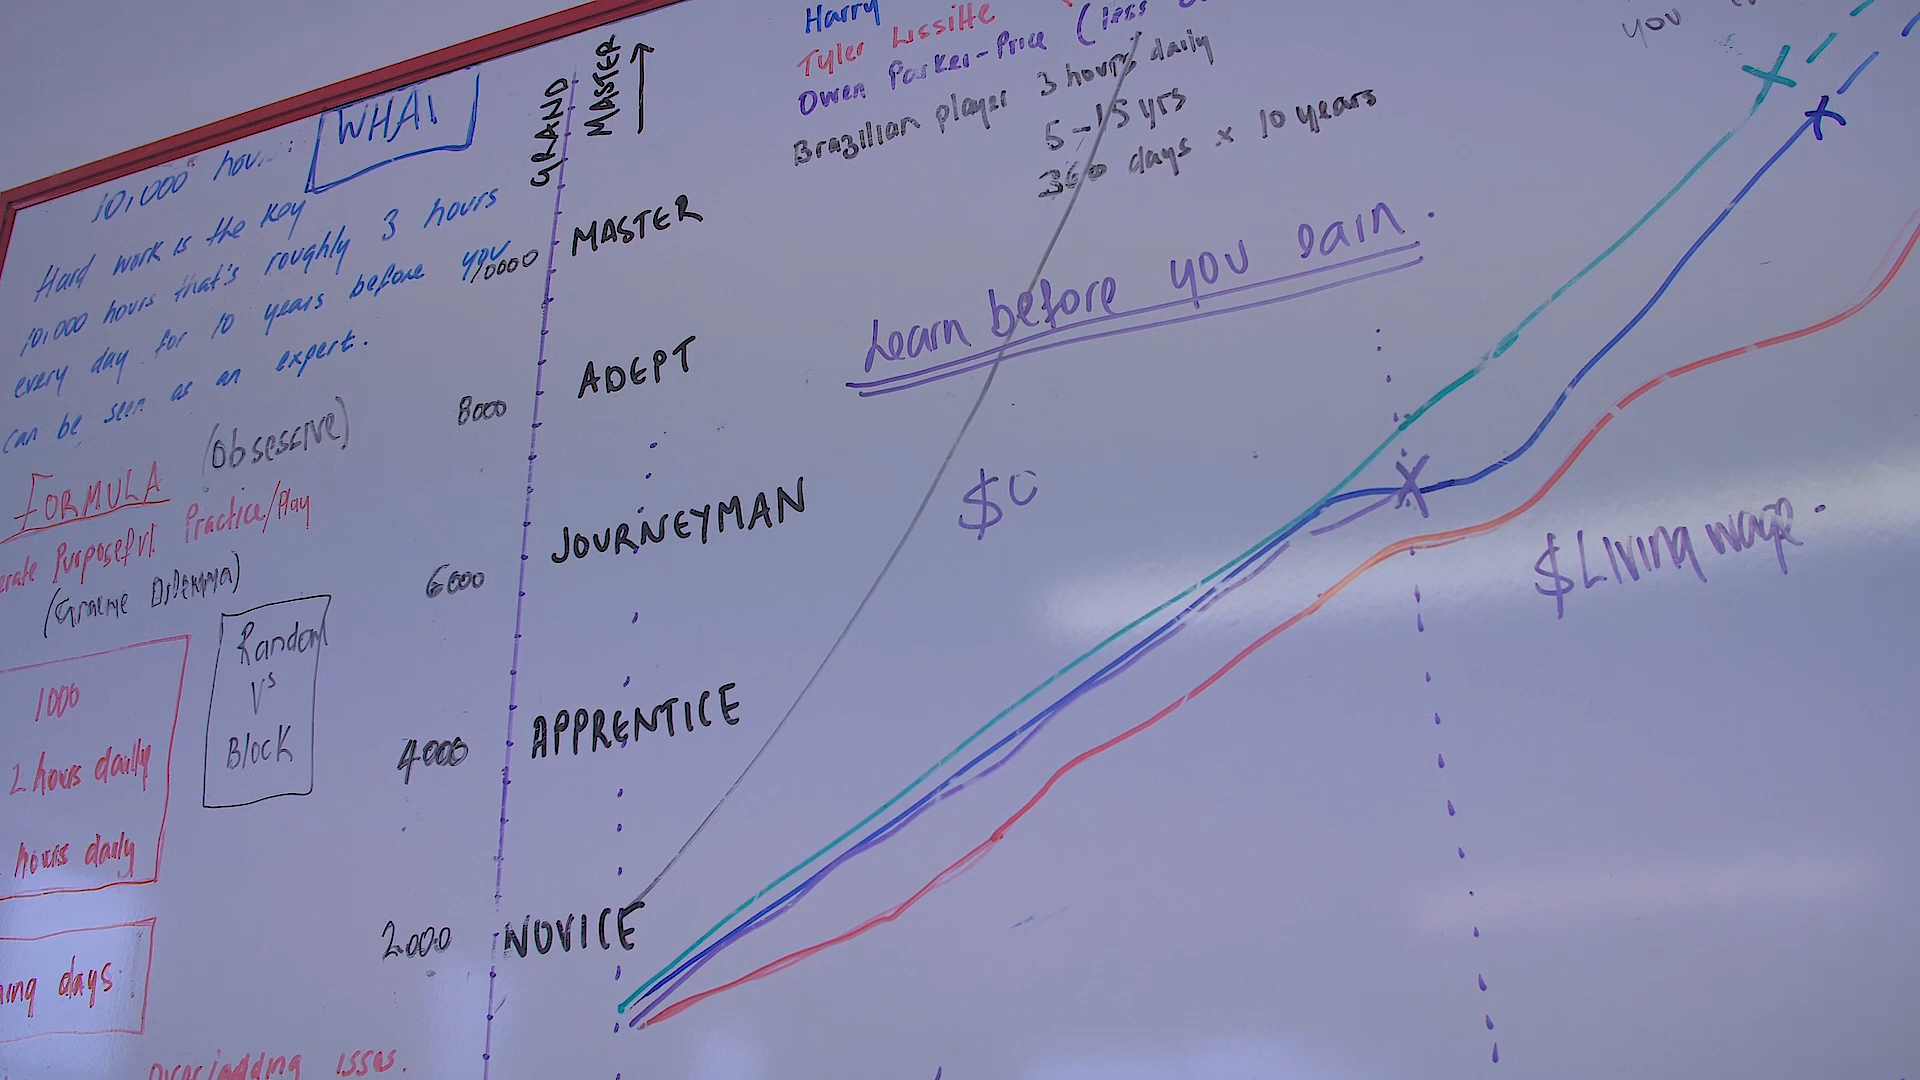 10,000
WHAT
Hard work is the key
10,000 hours that's roughly 3 hours
every day for 10 years before you
can be seen as an expert.
FORMULA (Obsessive)
Purposeful Practice/Play
Random
Vs
Block
1000
2 hours daily
hours daily
days
GRAND
MASTER
MASTER
10000
ADEPT
8000
JOURNEYMAN
6000
APPRENTICE
4000
NOVICE
2000
Harry
Tyler Lissitte
Owen Parker-Price (less
Brazilian player 3 hours daily
5-15 yrs
360 days x 10 years
Learn before you earn.
$0
$Living wage.
you